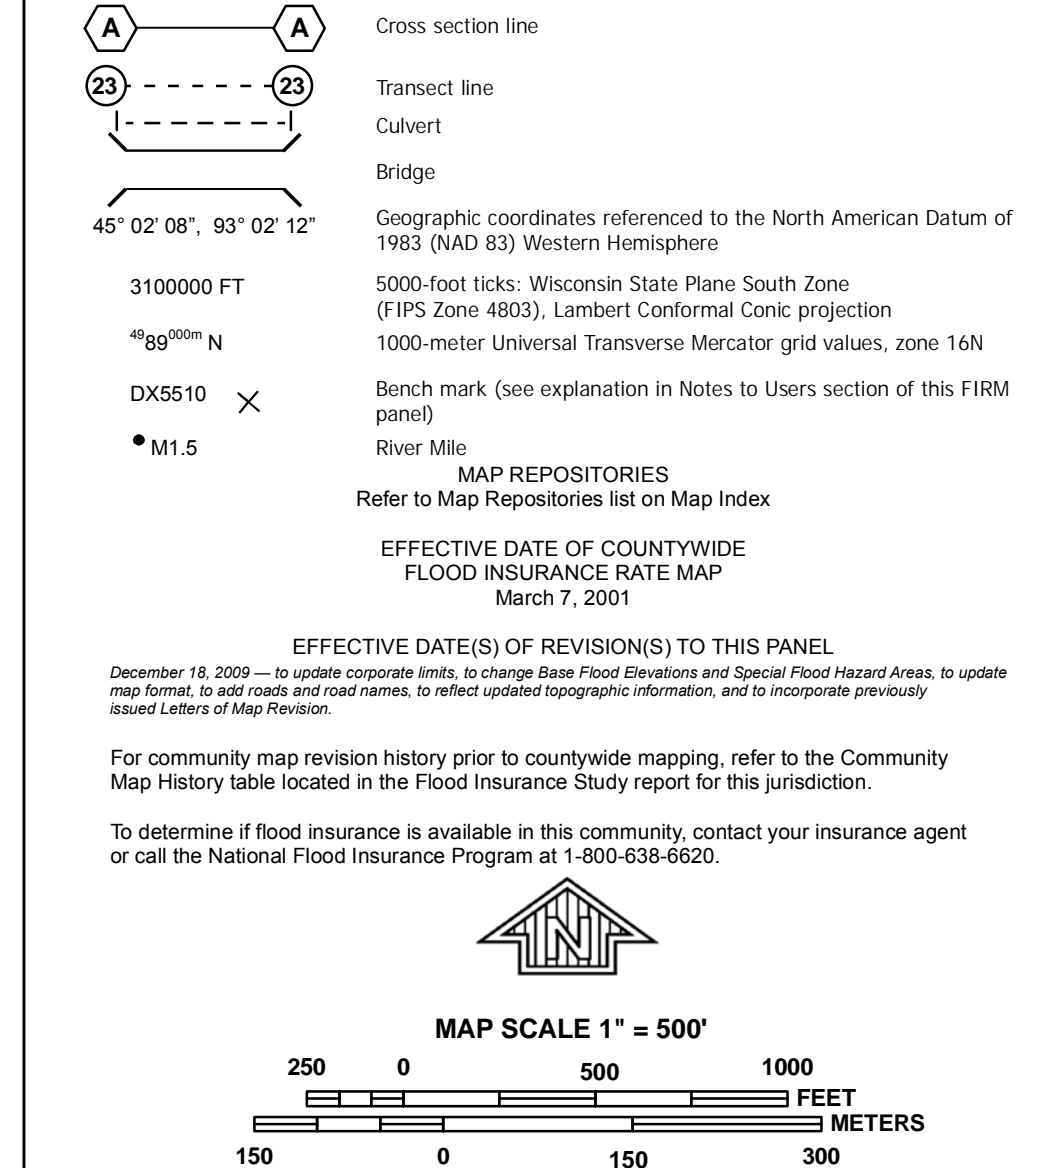 A A Cross section line
23 23 Transect line
Culvert
Bridge
45° 02’ 08”, 93° 02’ 12” Geographic coordinates referenced to the North American Datum of
1983 (NAD 83) Western Hemisphere
3100000 FT 5000-foot ticks: Wisconsin State Plane South Zone
(FIPS Zone 4803), Lambert Conformal Conic projection
4989000m N 1000-meter Universal Transverse Mercator grid values, zone 16N
DX5510 Bench mark (see explanation in Notes to Users section of this FIRM
panel)
M1.5 River Mile
MAP REPOSITORIES
Refer to Map Repositories list on Map Index
EFFECTIVE DATE OF COUNTYWIDE
FLOOD INSURANCE RATE MAP
March 7, 2001
EFFECTIVE DATE(S) OF REVISION(S) TO THIS PANEL
December 18, 2009 — to update corporate limits, to change Base Flood Elevations and Special Flood Hazard Areas, to update
map format, to add roads and road names, to reflect updated topographic information, and to incorporate previously
issued Letters of Map Revision.
For community map revision history prior to countywide mapping, refer to the Community
Map History table located in the Flood Insurance Study report for this jurisdiction.
To determine if flood insurance is available in this community, contact your insurance agent
or call the National Flood Insurance Program at 1-800-638-6620.
N
MAP SCALE 1" = 500'
250 0 500 1000
FEET
METERS
150 0 150 300